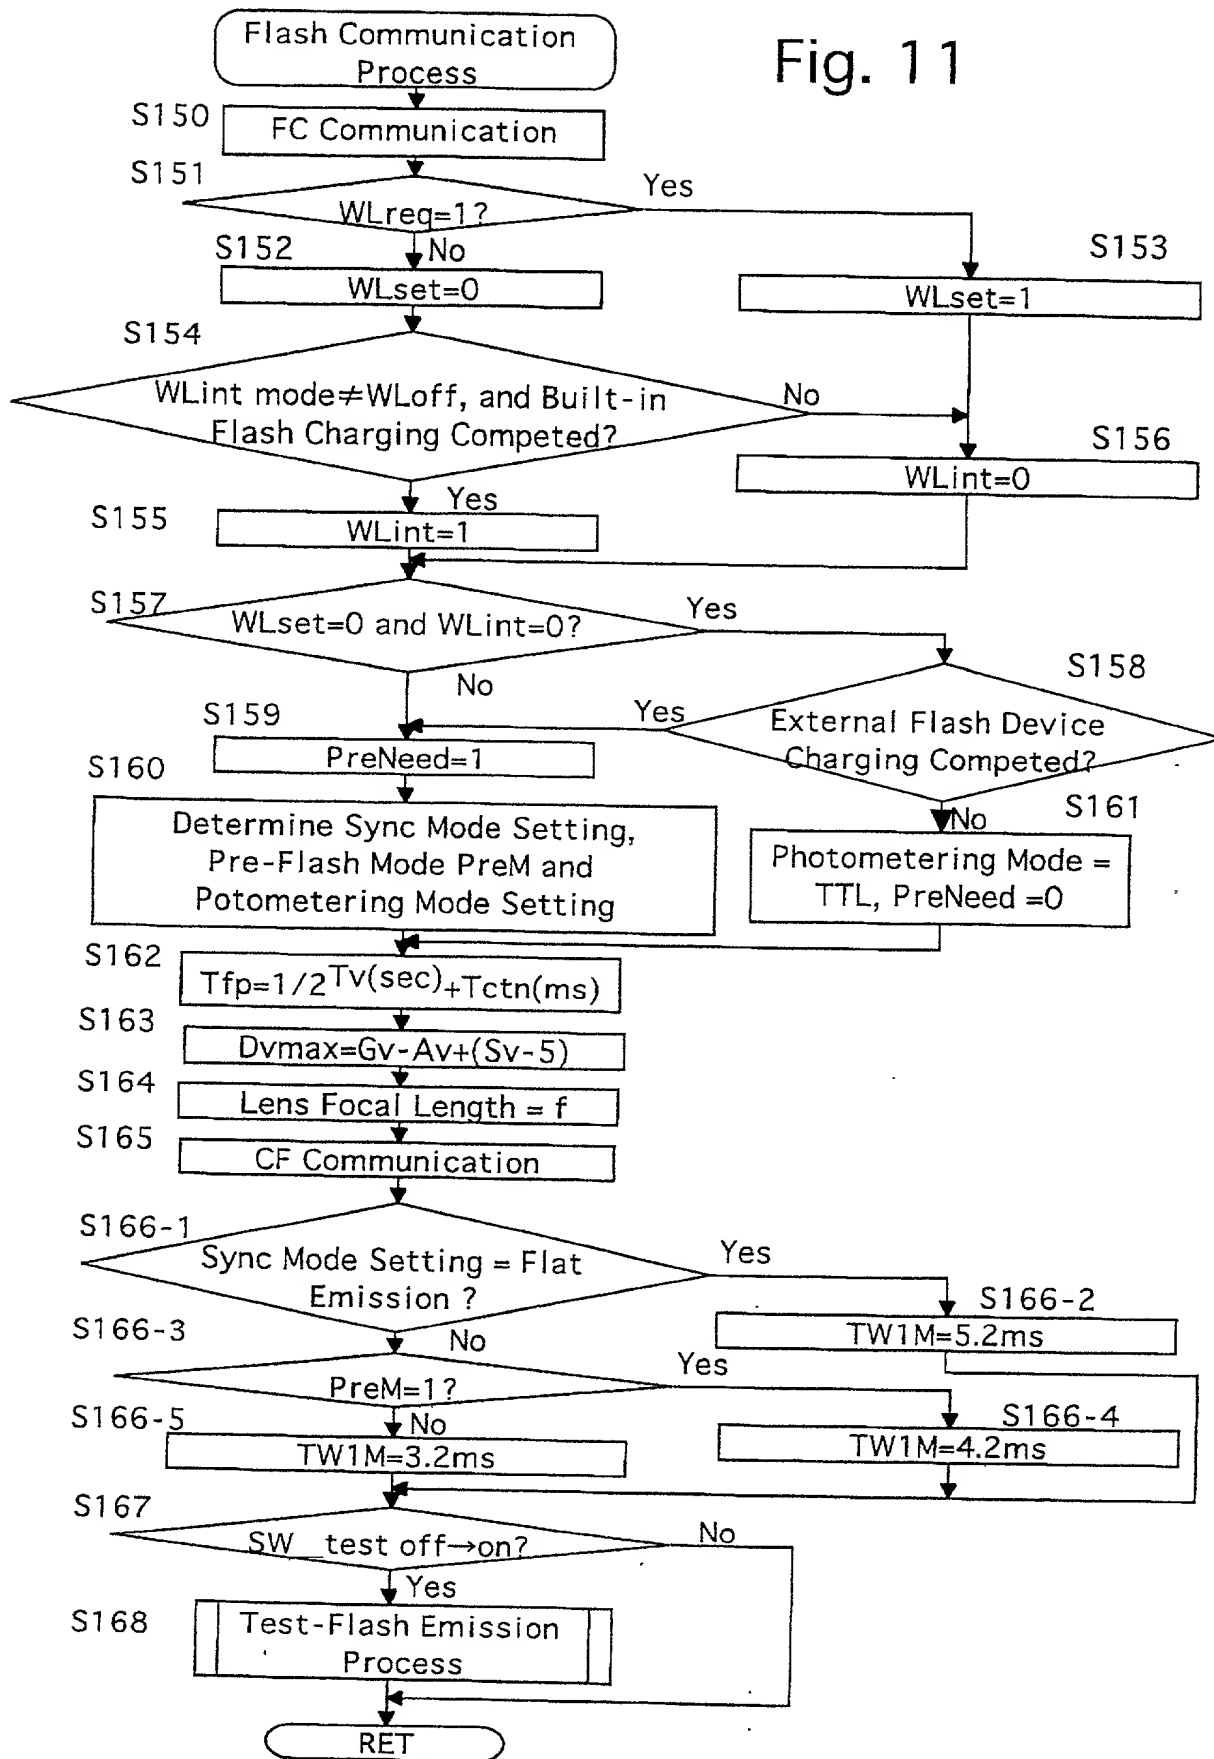 Fig. 11
Flash Communication
Process
S150
FC Communication
S151
WLreq=1?
Yes
No
S152
WLset=0
S153
WLset=1
S154
WLint mode≠WLoff, and Built-in
Flash Charging Competed?
No
Yes
S155
WLint=1
S156
WLint=0
S157
WLset=0 and WLint=0?
Yes
No
S158
External Flash Device
Charging Competed?
Yes
No
S159
PreNeed=1
S160
Determine Sync Mode Setting,
Pre-Flash Mode PreM and
Potometering Mode Setting
S161
Photometering Mode =
TTL, PreNeed =0
S162
Tfp=1/2^Tv(sec)+Tctn(ms)
S163
Dvmax=Gv-Av+(Sv-5)
S164
Lens Focal Length = f
S165
CF Communication
S166-1
Sync Mode Setting = Flat
Emission ?
Yes
No
S166-2
TW1M=5.2ms
S166-3
PreM=1?
Yes
No
S166-4
TW1M=4.2ms
S166-5
TW1M=3.2ms
S167
SW_test off→on?
No
Yes
S168
Test-Flash Emission
Process
RET